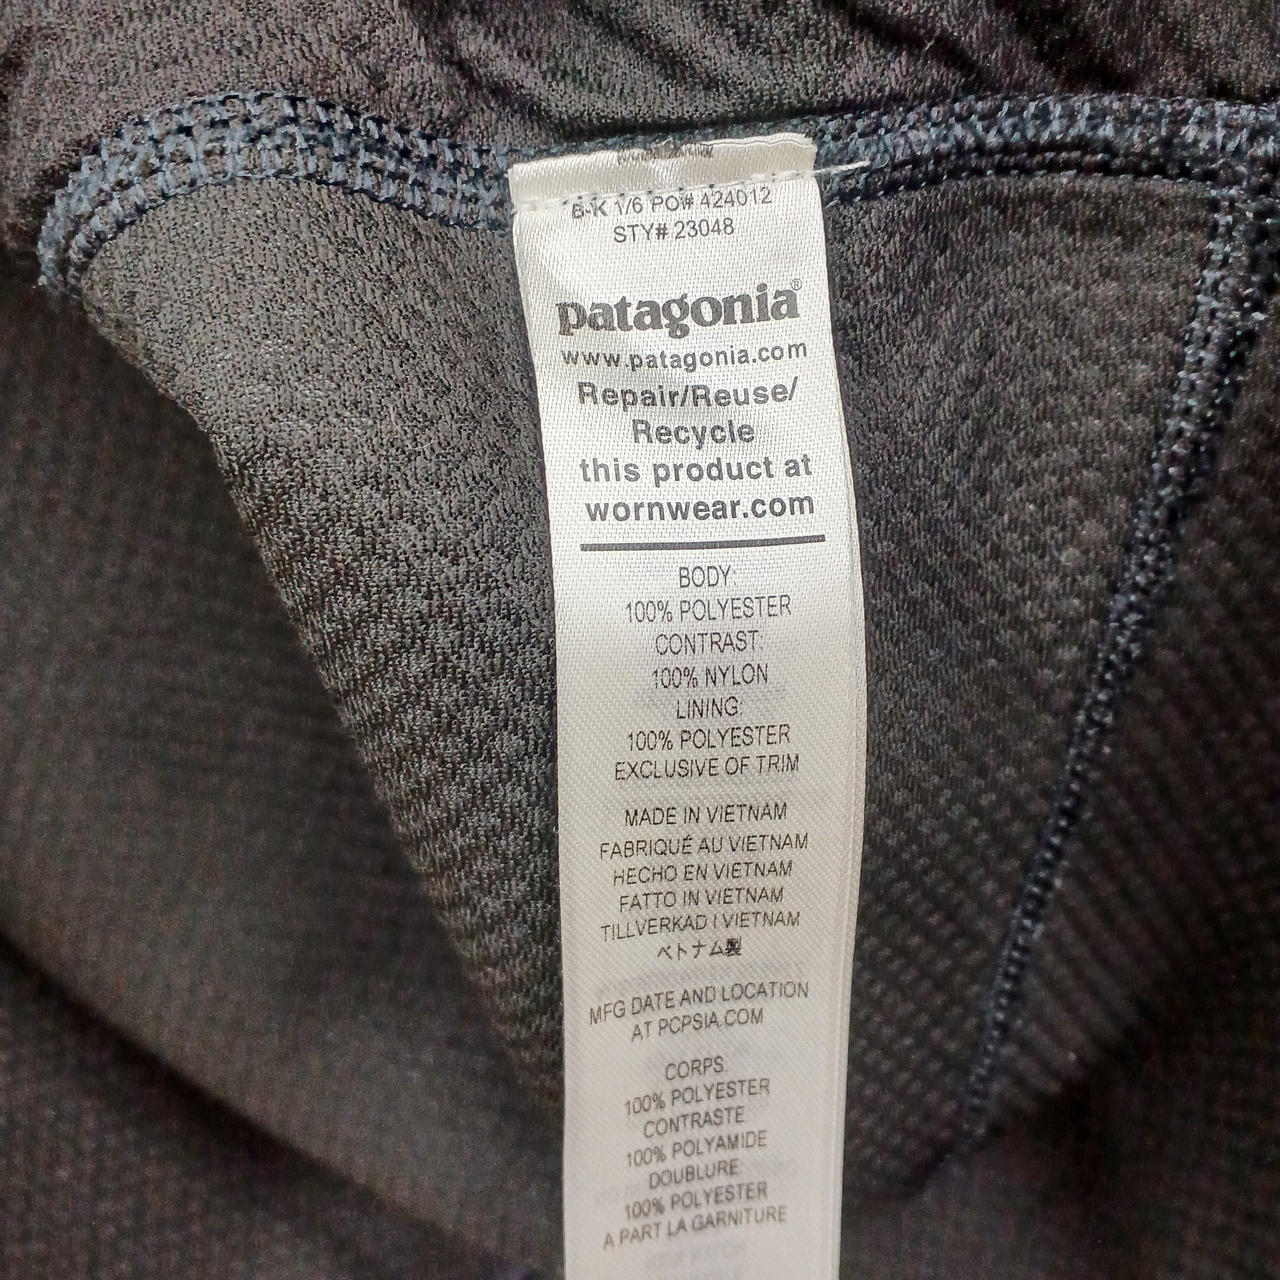 B-K 1/6 PO# 424012
STY# 23048
patagonia®
www.patagonia.com
Repair/Reuse/
Recycle
this product at
wornwear.com
BODY:
100% POLYESTER
CONTRAST:
100% NYLON
LINING:
100% POLYESTER
EXCLUSIVE OF TRIM
MADE IN VIETNAM
FABRIQUÉ AU VIETNAM
HECHO EN VIETNAM
FATTO IN VIETNAM
TILLVERKAD I VIETNAM
ベトナム製
MFG DATE AND LOCATION
AT PCPSIA.COM
CORPS:
100% POLYESTER
CONTRASTE
100% POLYAMIDE
DOUBLURE:
100% POLYESTER
A PART LA GARNITURE